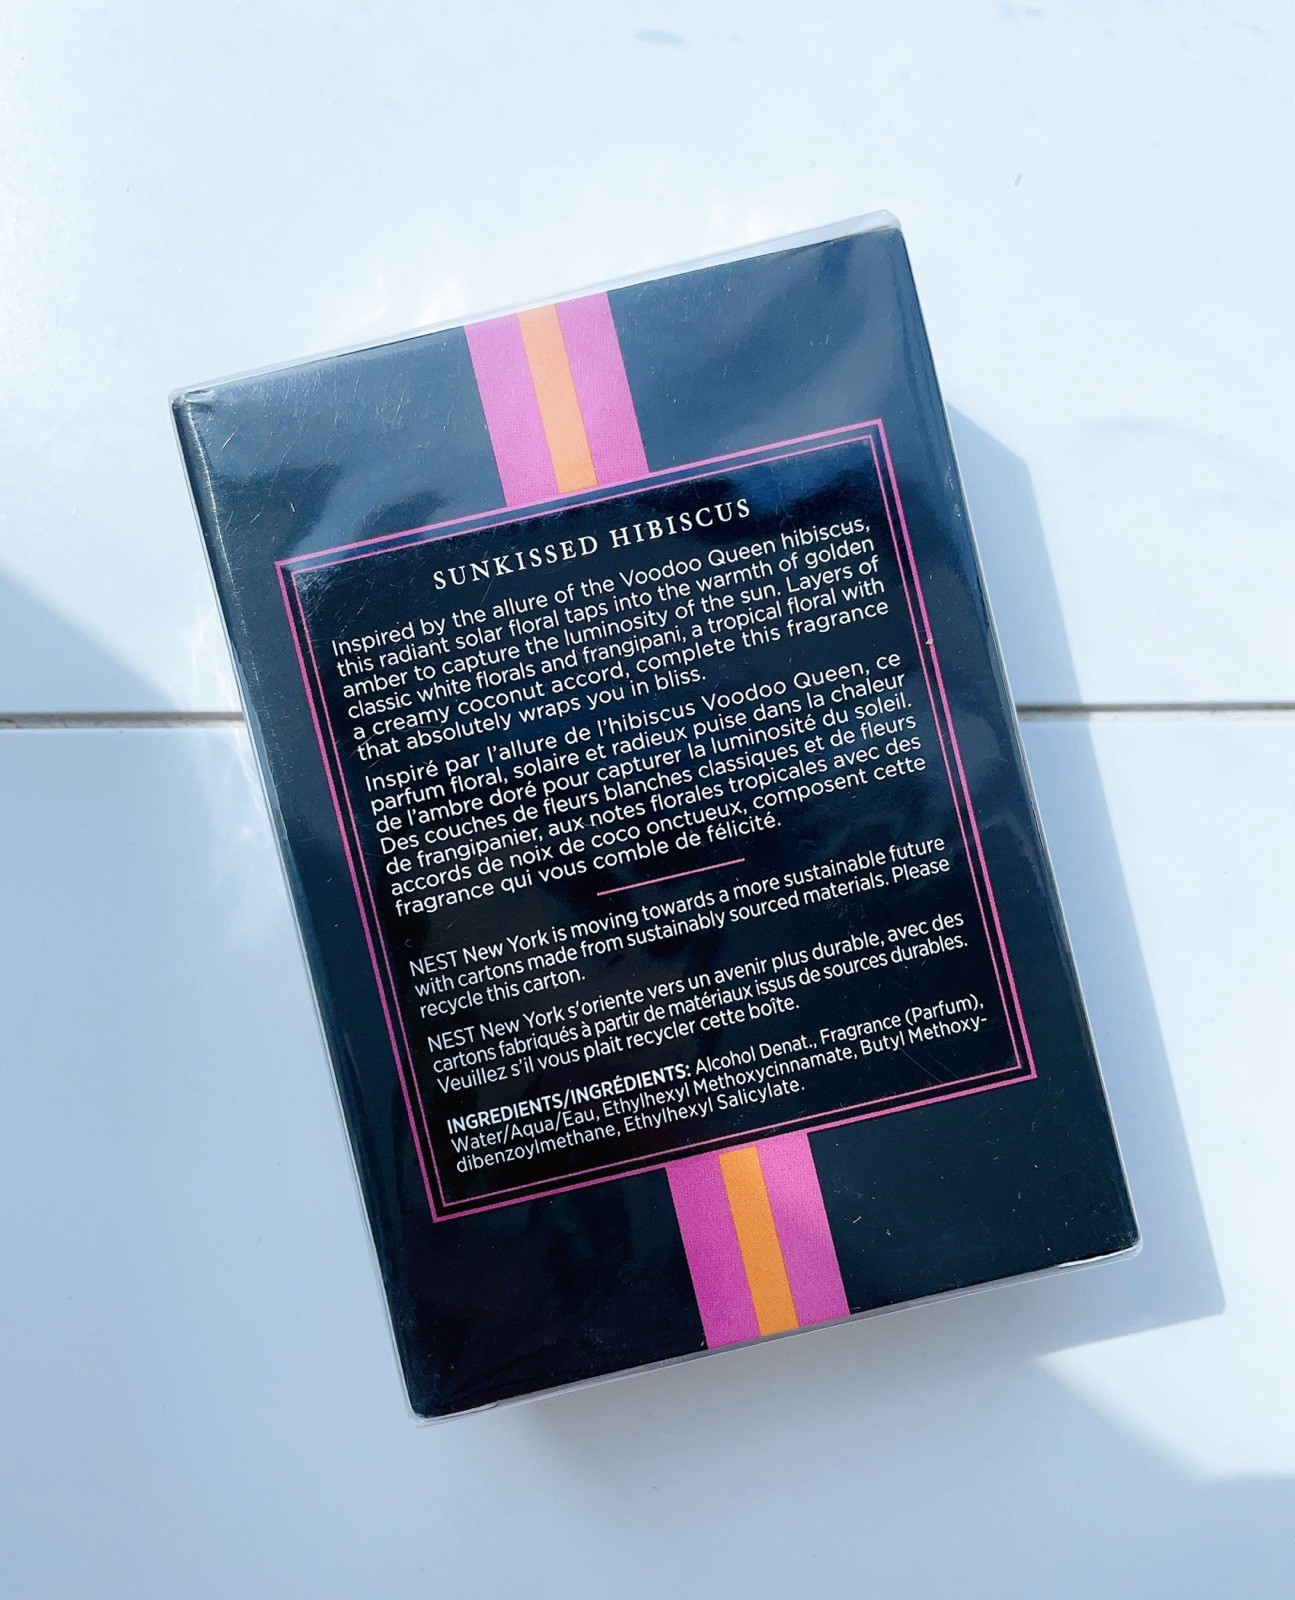 SUNKISSED HIBISCUS
Inspired by the allure of the Voodoo Queen hibiscus,
this radiant solar floral taps into the warmth of golden
amber to capture the luminosity of the sun. Layers of
classic white florals and frangipani, a tropical floral with
a creamy coconut accord, complete this fragrance
that absolutely wraps you in bliss.
Inspiré par l'allure de l'hibiscus Voodoo Queen, ce
parfum floral, solaire et radieux puise dans la chaleur
de l'ambre doré pour capturer la luminosité du soleil.
Des couches de fleurs blanches classiques et de fleurs
de frangipanier, aux notes florales tropicales avec des
accords de noix de coco onctueux, composent cette
fragrance qui vous comble de félicité.
NEST New York is moving towards a more sustainable future
with cartons made from sustainably sourced materials. Please
recycle this carton.
NEST New York s'oriente vers un avenir plus durable, avec des
cartons fabriqués à partir de matériaux issus de sources durables.
Veuillez s'il vous plait recycler cette boîte.
INGREDIENTS/INGRÉDIENTS: Alcohol Denat., Fragrance (Parfum),
Water/Aqua/Eau, Ethylhexyl Methoxycinnamate, Butyl Methoxy-
dibenzoylmethane, Ethylhexyl Salicylate.